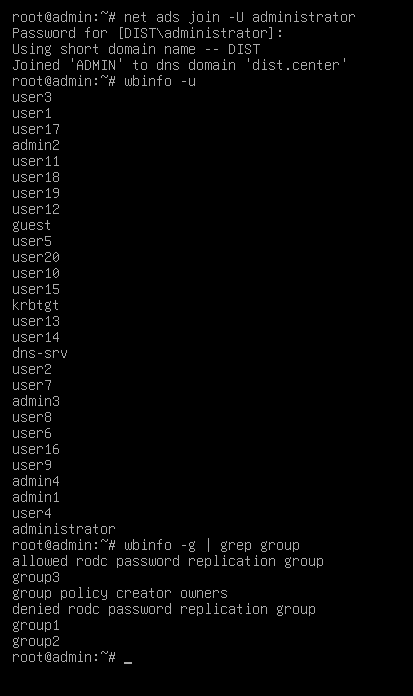 root@admin:~# net ads join -U administrator
Password for [DIST\administrator]:
Using short domain name -- DIST
Joined 'ADMIN' to dns domain 'dist.center'
root@admin:~# wbinfo -u
user3
user1
user17
admin2
user11
user18
user19
user12
guest
user5
user20
user10
user15
krbtgt
user13
user14
dns-srv
user2
user7
admin3
user8
user6
user16
user9
admin4
admin1
user4
administrator
root@admin:~# wbinfo -g | grep group
allowed rodc password replication group
group3
group policy creator owners
denied rodc password replication group
group1
group2
root@admin:~# _